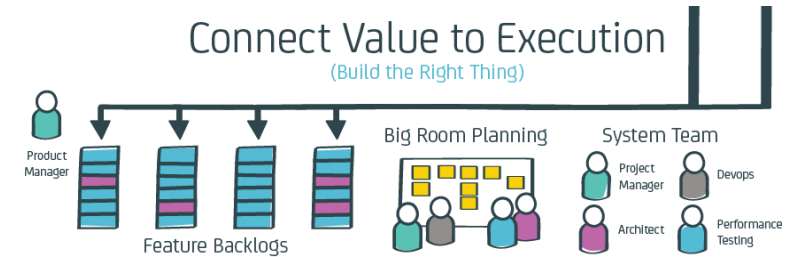 Connect Value to Execution
(Build the Right Thing)
Product
Manager
Feature Backlogs
Big Room Planning
System Team
Project
Manager
Devops
Architect
Performance
Testing